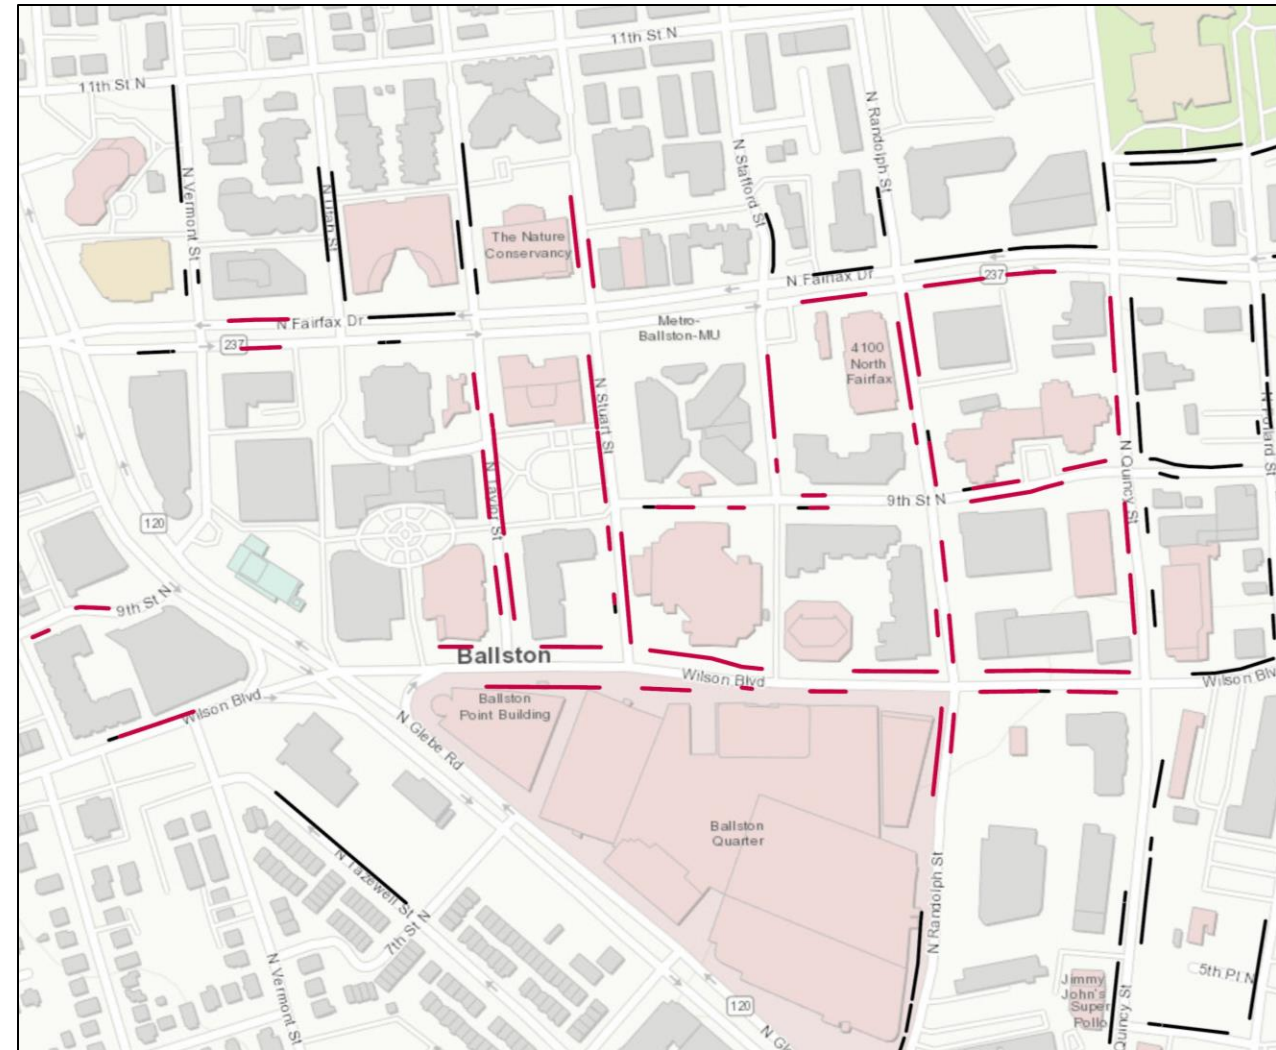 11th St N
11th St N
N Randolph St
N Stafford St
N Vermont St
N Utah St
The Nature
Conservancy
N Fairfax Dr
237
N Fairfax Dr
237
Metro-
Ballston-MU
4100
North
Fairfax
N Stuart St
N Taylor St
N Quincy St
N Pollard St
9th St N
120
9th St N
Ballston
Wilson Blvd
Wilson Blv
Wilson Blvd
Ballston
Point Building
N Glebe Rd
Ballston
Quarter
N Tazewell St
7th St N
N Randolph St
N Vermont St
5th Pl N
Jimmy
John's
Super
Pollo
Quincy St
120
N Gl